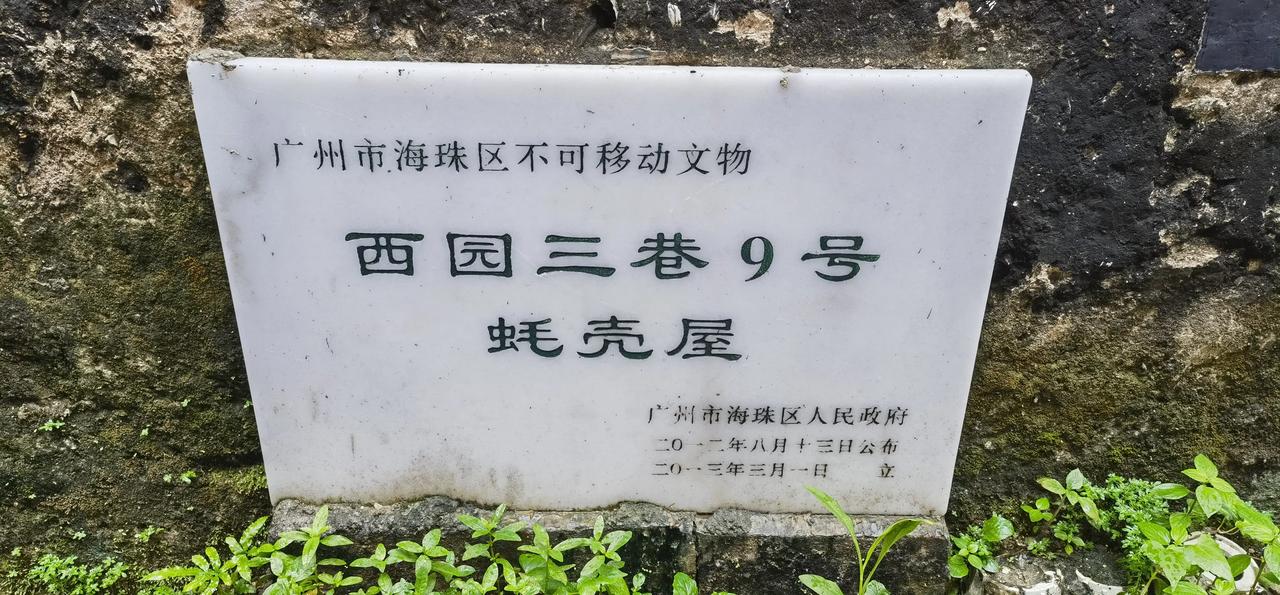 广州市海珠区不可移动文物
西园三巷9号
蚝壳屋
广州市海珠区人民政府
二〇一二年八月十三日公布
二〇一三年三月一日 立